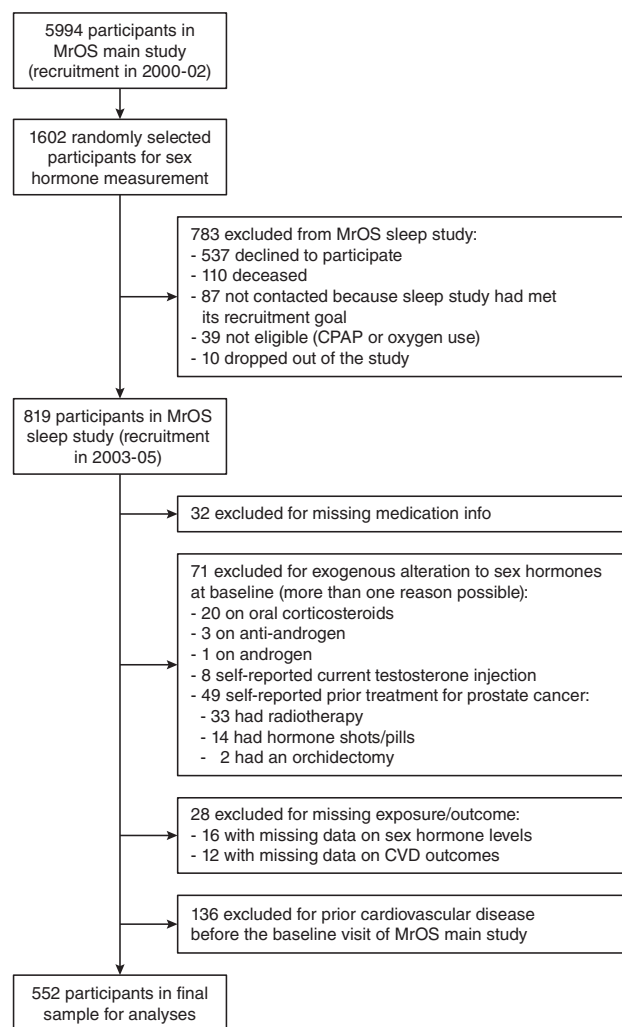 5994 participants in
MrOS main study
(recruitment in 2000-02)
1602 randomly selected
participants for sex
hormone measurement
783 excluded from MrOS sleep study:
- 537 declined to participate
- 110 deceased
- 87 not contacted because sleep study had met
its recruitment goal
- 39 not eligible (CPAP or oxygen use)
- 10 dropped out of the study
819 participants in MrOS
sleep study (recruitment
in 2003-05)
32 excluded for missing medication info
71 excluded for exogenous alteration to sex hormones
at baseline (more than one reason possible):
- 20 on oral corticosteroids
- 3 on anti-androgen
- 1 on androgen
- 8 self-reported current testosterone injection
- 49 self-reported prior treatment for prostate cancer:
- 33 had radiotherapy
- 14 had hormone shots/pills
- 2 had an orchidectomy
28 excluded for missing exposure/outcome:
- 16 with missing data on sex hormone levels
- 12 with missing data on CVD outcomes
136 excluded for prior cardiovascular disease
before the baseline visit of MrOS main study
552 participants in final
sample for analyses